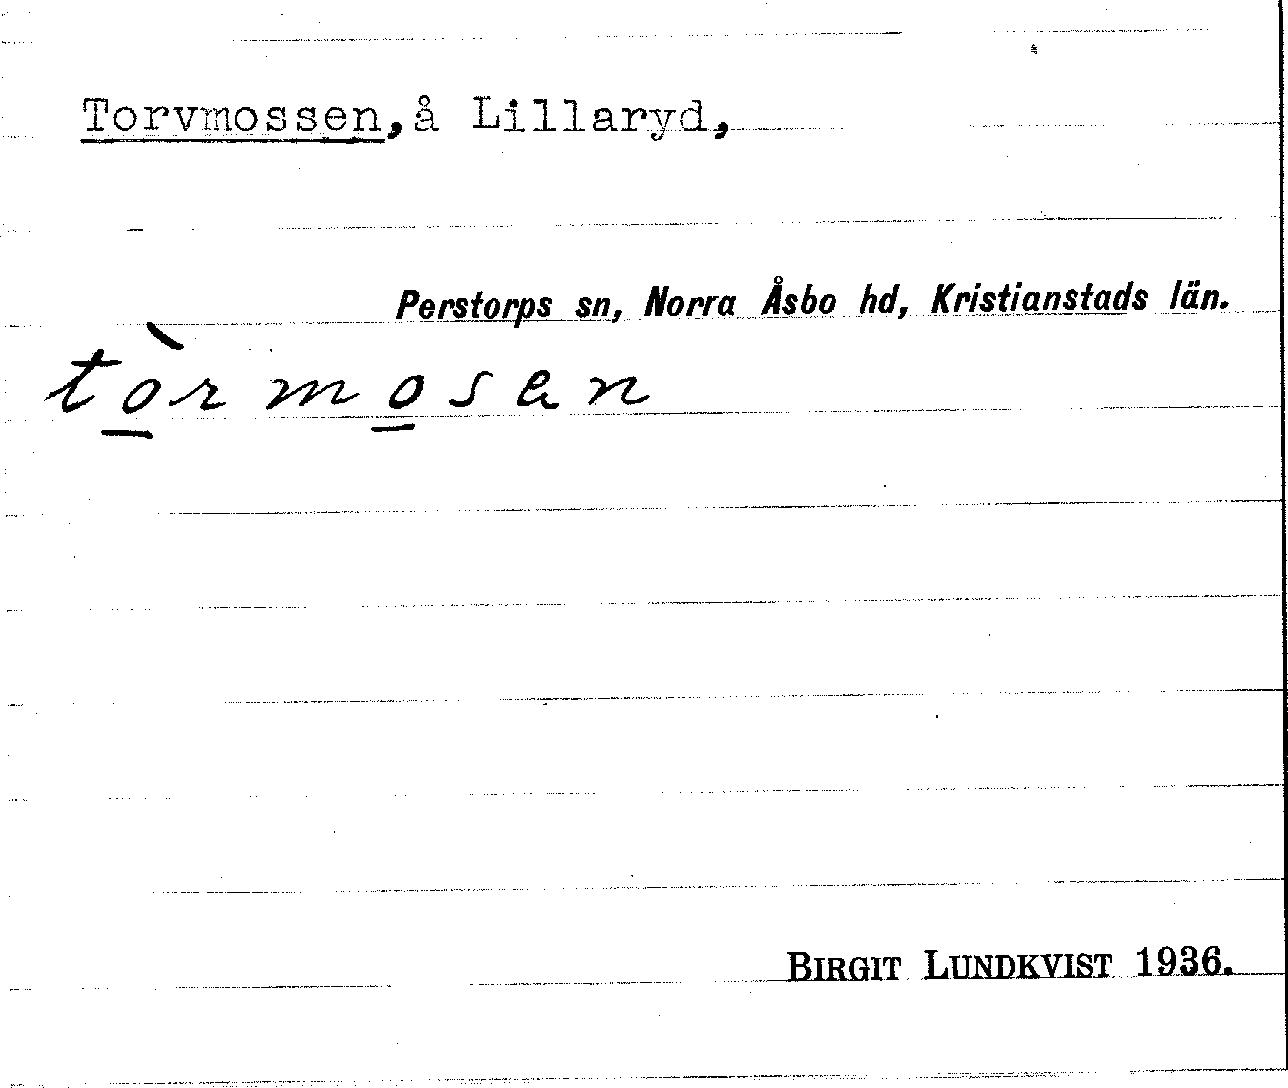 Torvmossen, å Lillaryd,
Perstorps sn, Norra Åsbo hd, Kristianstads län.
tòrmosen
BIRGIT LUNDKVIST 1936.